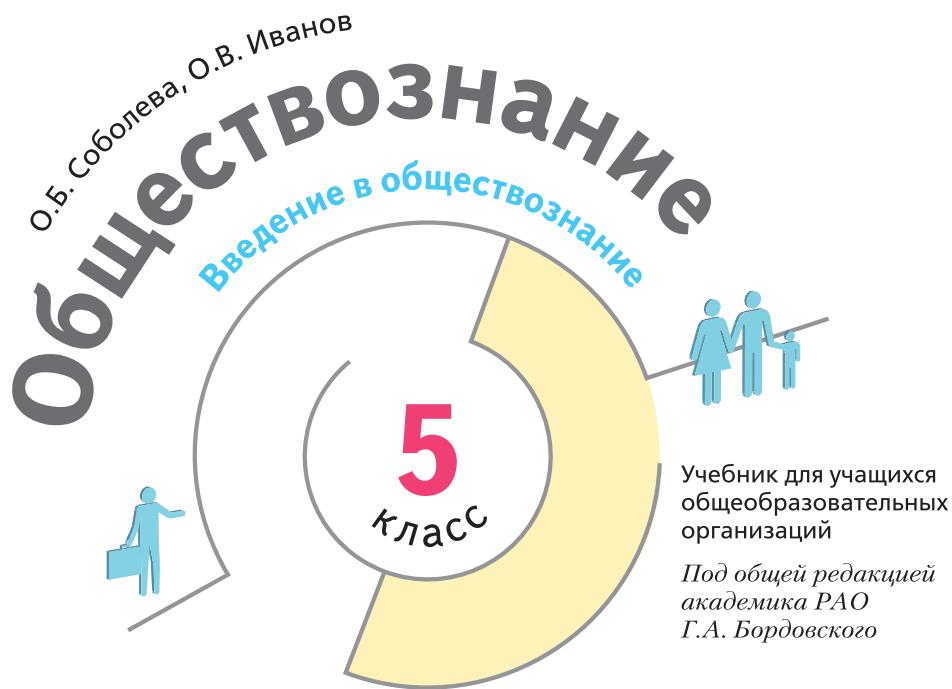 О.Б. Соболева, О.В. Иванов
Обществознание
Введение в обществознание
5
класс
Учебник для учащихся
общеобразовательных
организаций
Под общей редакцией
академика РАО
Г.А. Бордовского